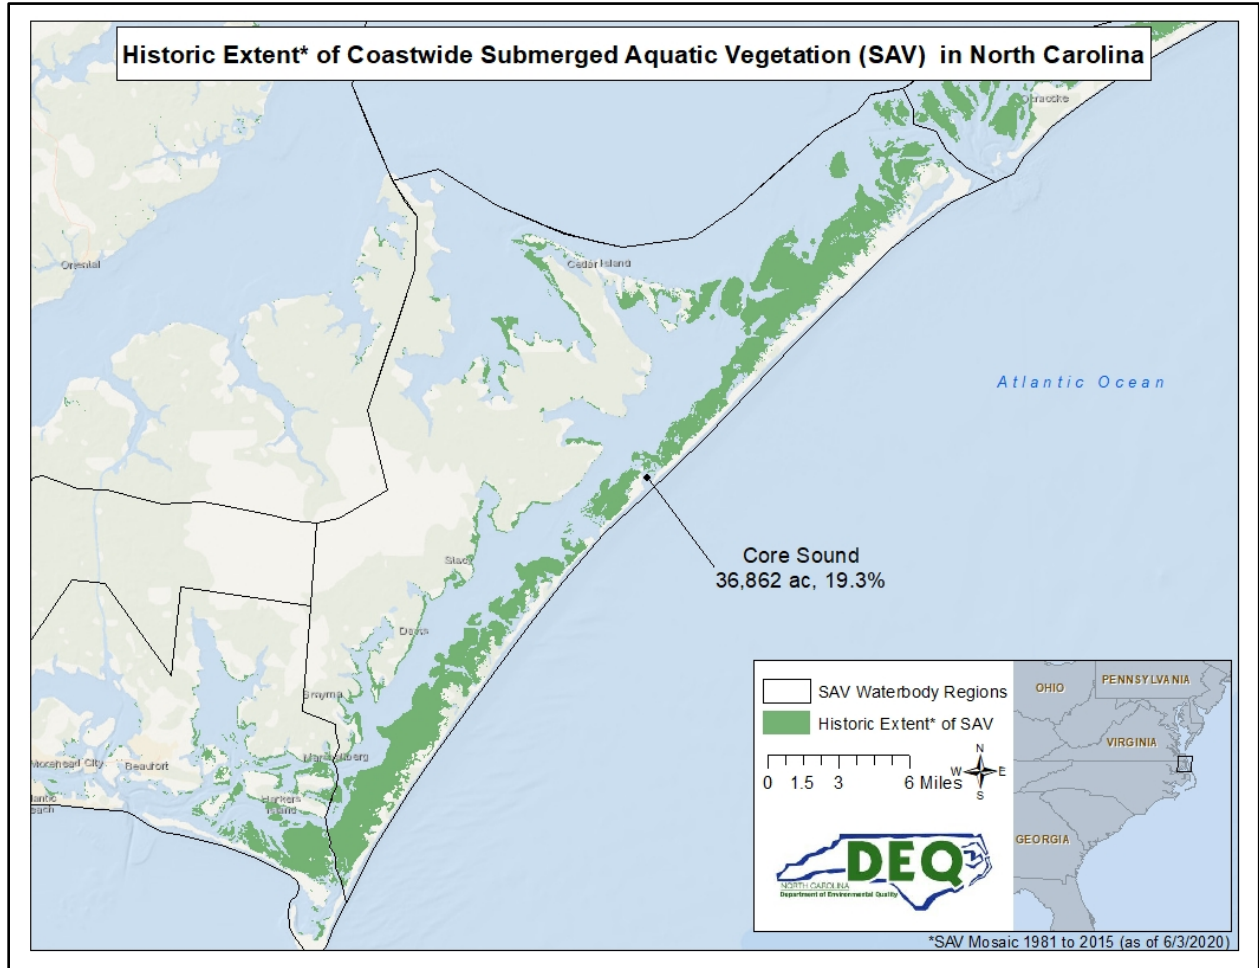 Historic Extent* of Coastwide Submerged Aquatic Vegetation (SAV) in North Carolina
Ocracoke
Oriental
Cedar Island
Atlantic Ocean
Core Sound
36,862 ac, 19.3%
Stacy
Davis
Smyrna
Marshallberg
Morehead City
Beaufort
Harkers
Island
SAV Waterbody Regions
Historic Extent* of SAV
0 1.5 3 6 Miles
N
W E
S
OHIO
PENNSYLVANIA
VIRGINIA
GEORGIA
DEQ
NORTH CAROLINA
Department of Environmental Quality
*SAV Mosaic 1981 to 2015 (as of 6/3/2020)